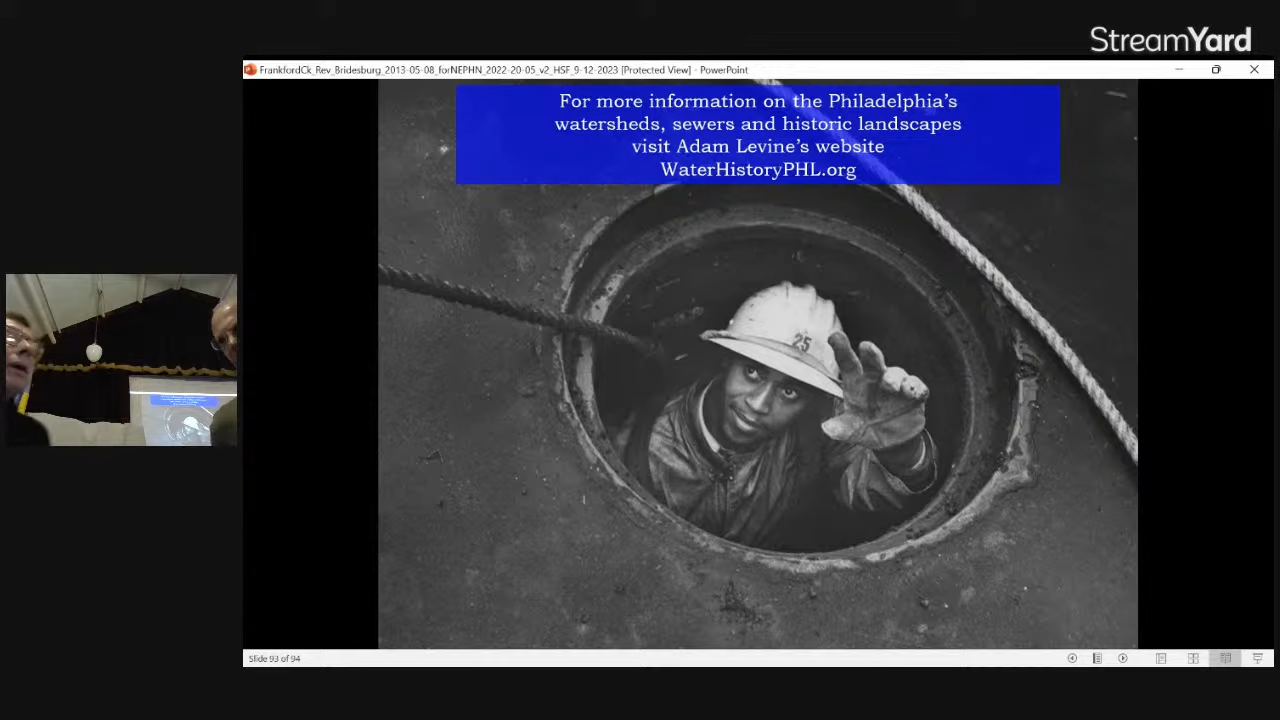 StreamYard
FrankfordCk_Rev_Bridesburg_2013-05-08_forNEPHN_2022-20-05_v2_HSF_9-12-2023 [Protected View] - PowerPoint
For more information on the Philadelphia's
watersheds, sewers and historic landscapes
visit Adam Levine's website
WaterHistoryPHL.org
25
Slide 93 of 94